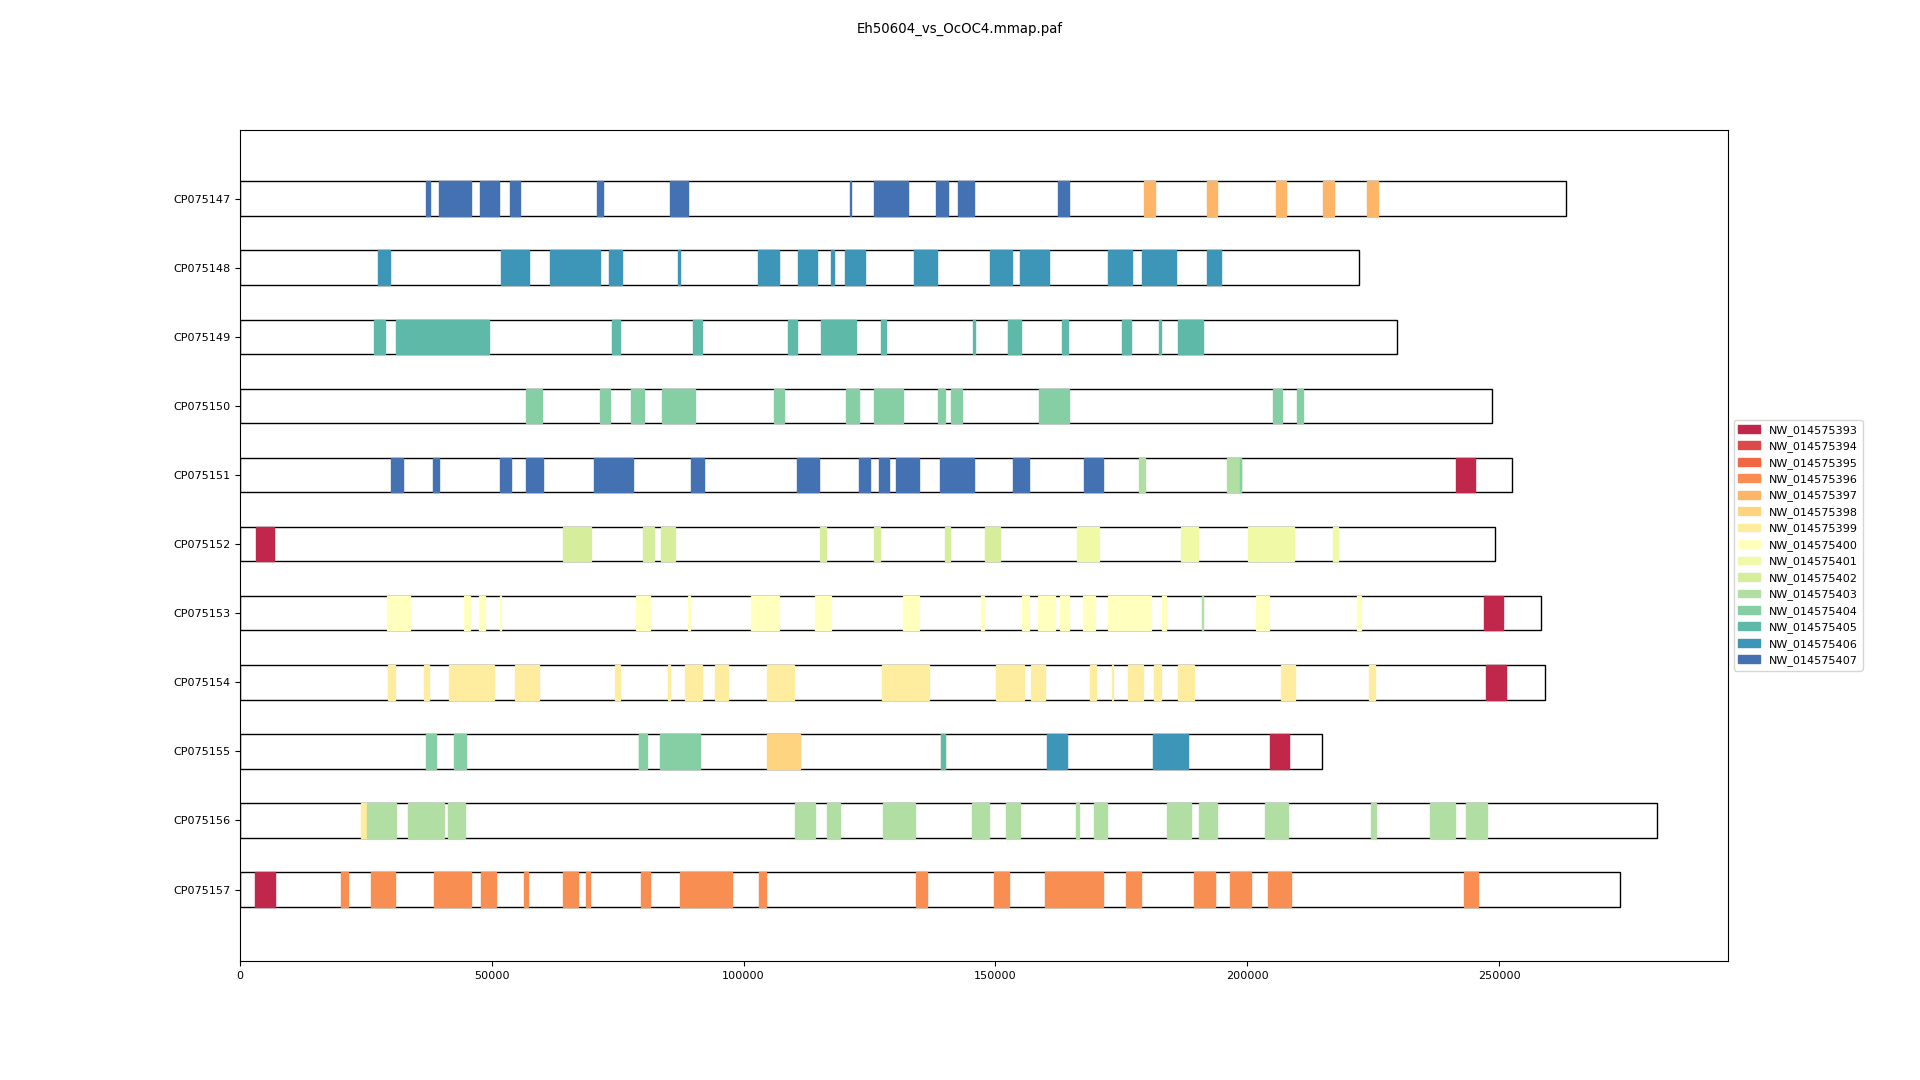 Eh50604_vs_OcOC4.mmap.paf
CP075147
CP075148
CP075149
CP075150
CP075151
CP075152
CP075153
CP075154
CP075155
CP075156
CP075157
0 50000 100000 150000 200000 250000
NW_014575393
NW_014575394
NW_014575395
NW_014575396
NW_014575397
NW_014575398
NW_014575399
NW_014575400
NW_014575401
NW_014575402
NW_014575403
NW_014575404
NW_014575405
NW_014575406
NW_014575407